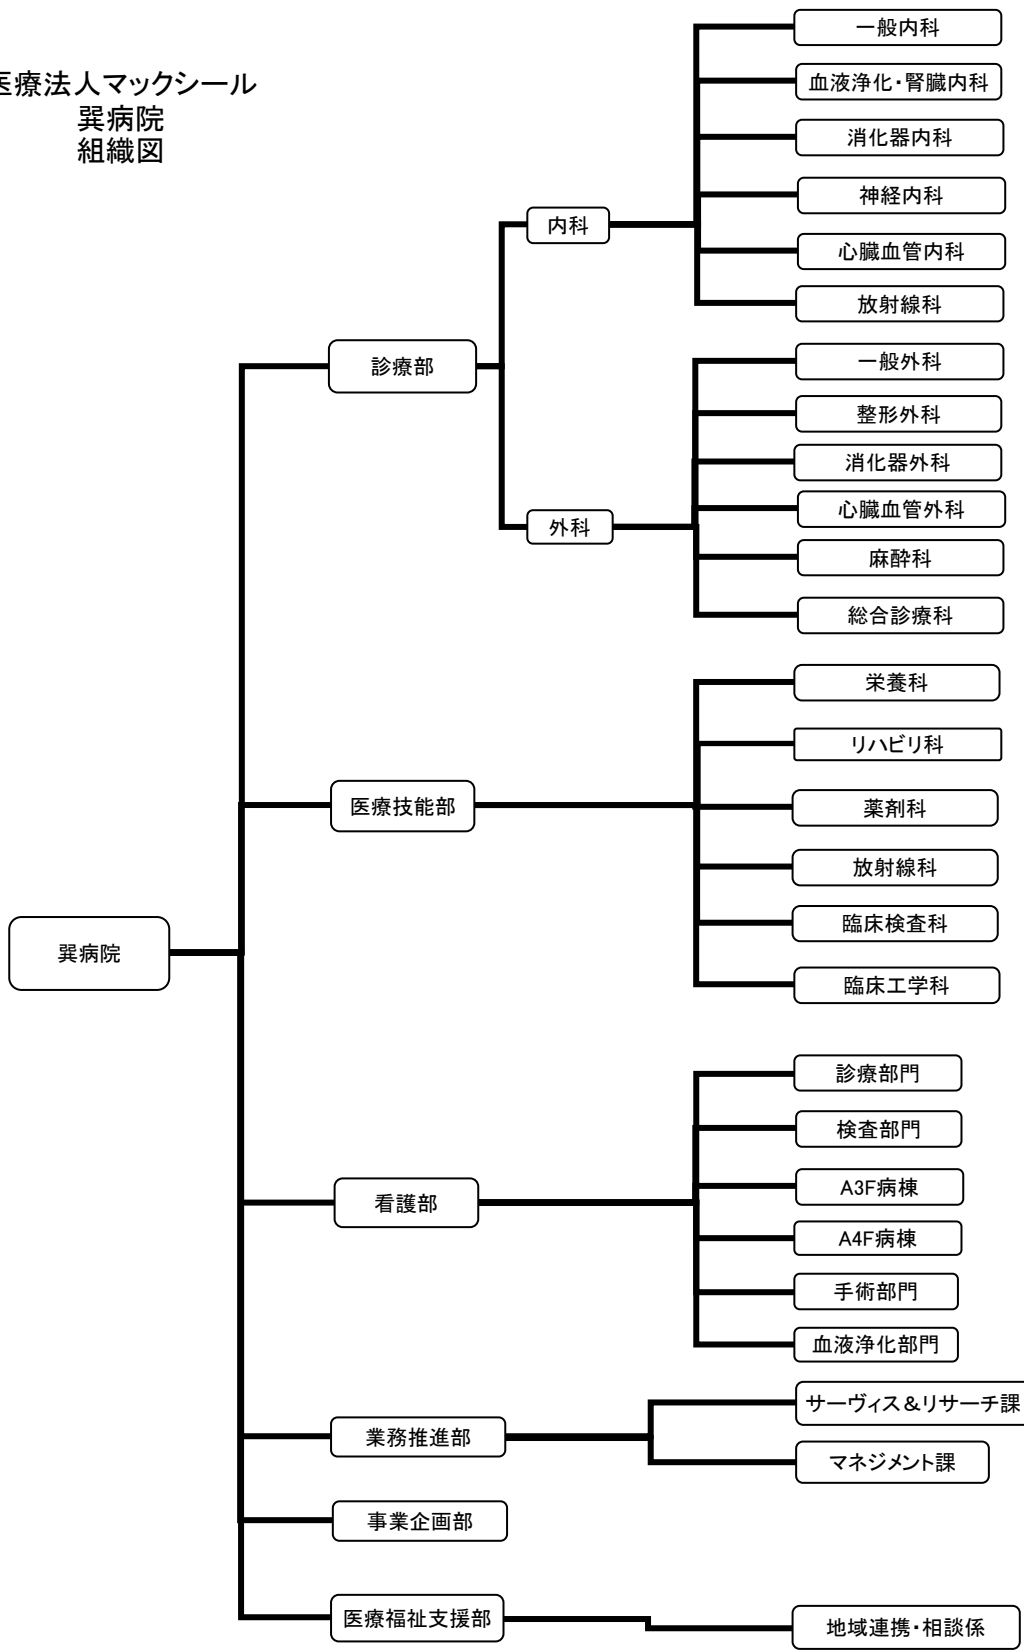 医療法人マックシール
巽病院
組織図
一般内科
血液浄化・腎臓内科
消化器内科
神経内科
内科
心臓血管内科
放射線科
診療部
一般外科
整形外科
消化器外科
心臓血管外科
外科
麻酔科
総合診療科
栄養科
リハビリ科
医療技能部
薬剤科
放射線科
臨床検査科
巽病院
臨床工学科
診療部門
検査部門
看護部
A3F病棟
A4F病棟
手術部門
血液浄化部門
サーヴィス&リサーチ課
業務推進部
マネジメント課
事業企画部
医療福祉支援部
地域連携・相談係